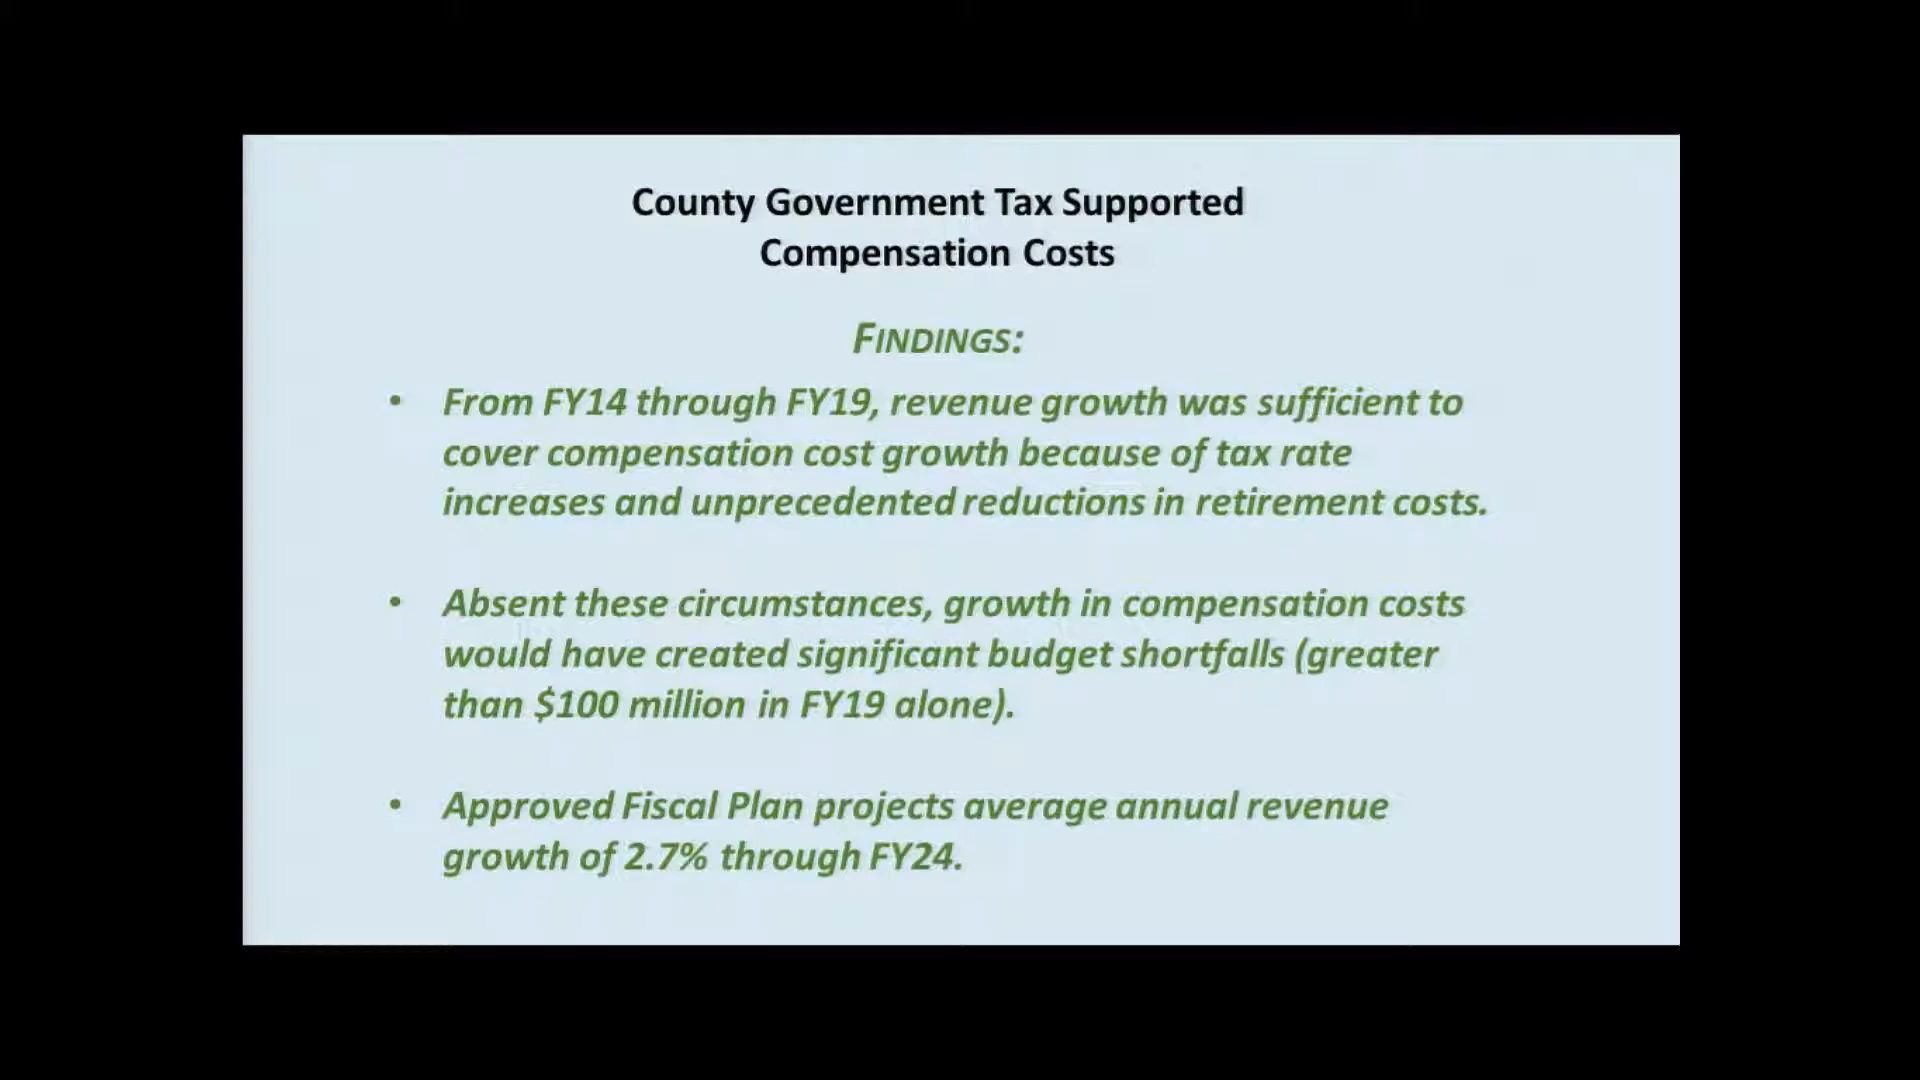 County Government Tax Supported
Compensation Costs
FINDINGS:
• From FY14 through FY19, revenue growth was sufficient to
cover compensation cost growth because of tax rate
increases and unprecedented reductions in retirement costs.
• Absent these circumstances, growth in compensation costs
would have created significant budget shortfalls (greater
than $100 million in FY19 alone).
• Approved Fiscal Plan projects average annual revenue
growth of 2.7% through FY24.